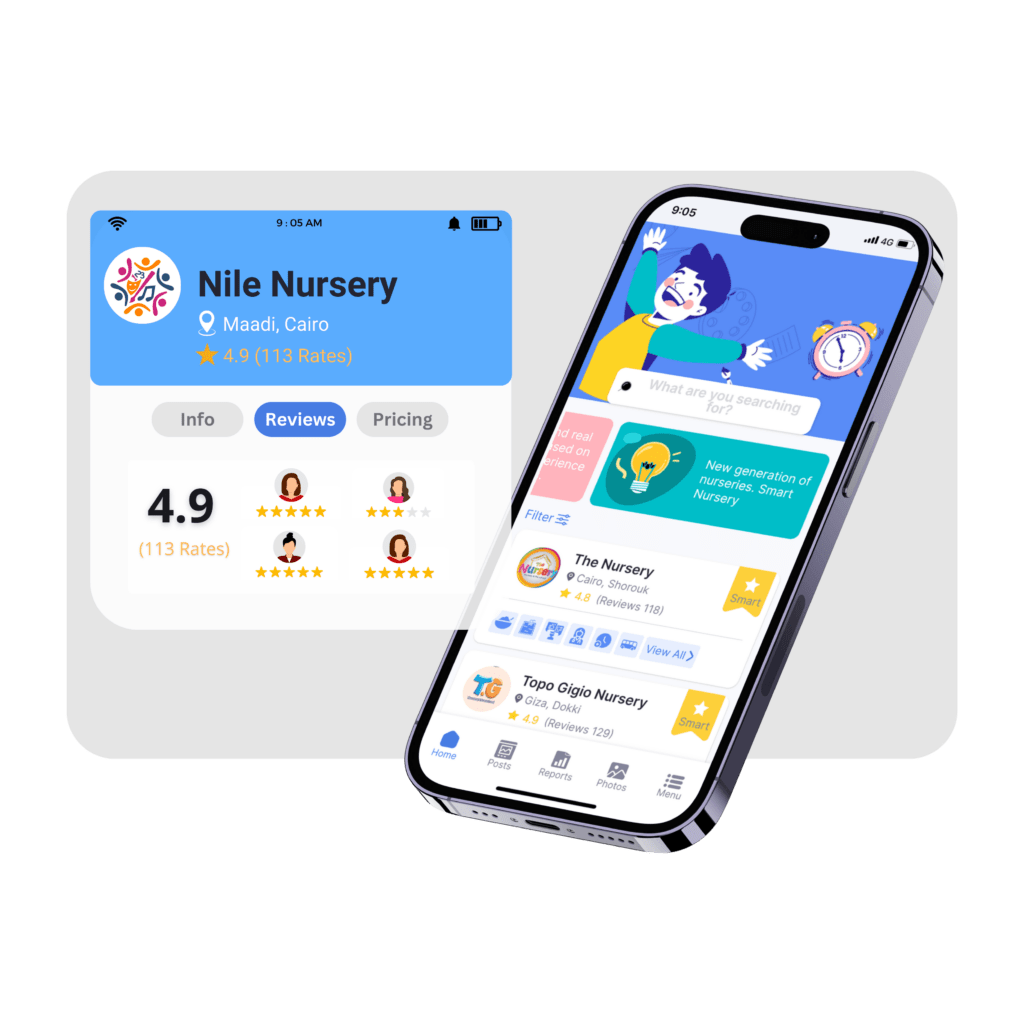 9 : 05 AM
Nile Nursery
Maadi, Cairo
4.9 (113 Rates)
Info
Reviews
Pricing
4.9
(113 Rates)
9:05
4G
What are you searching
for?
nd real
sed on
erience
New generation of
nurseries. Smart
Nursery
Filter
The Nursery
Cairo, Shorouk
4.8 (Reviews 118)
Smart
View All
Topo Gigio Nursery
Giza, Dokki
4.9 (Reviews 129)
Smart
Home
Posts
Reports
Photos
Menu